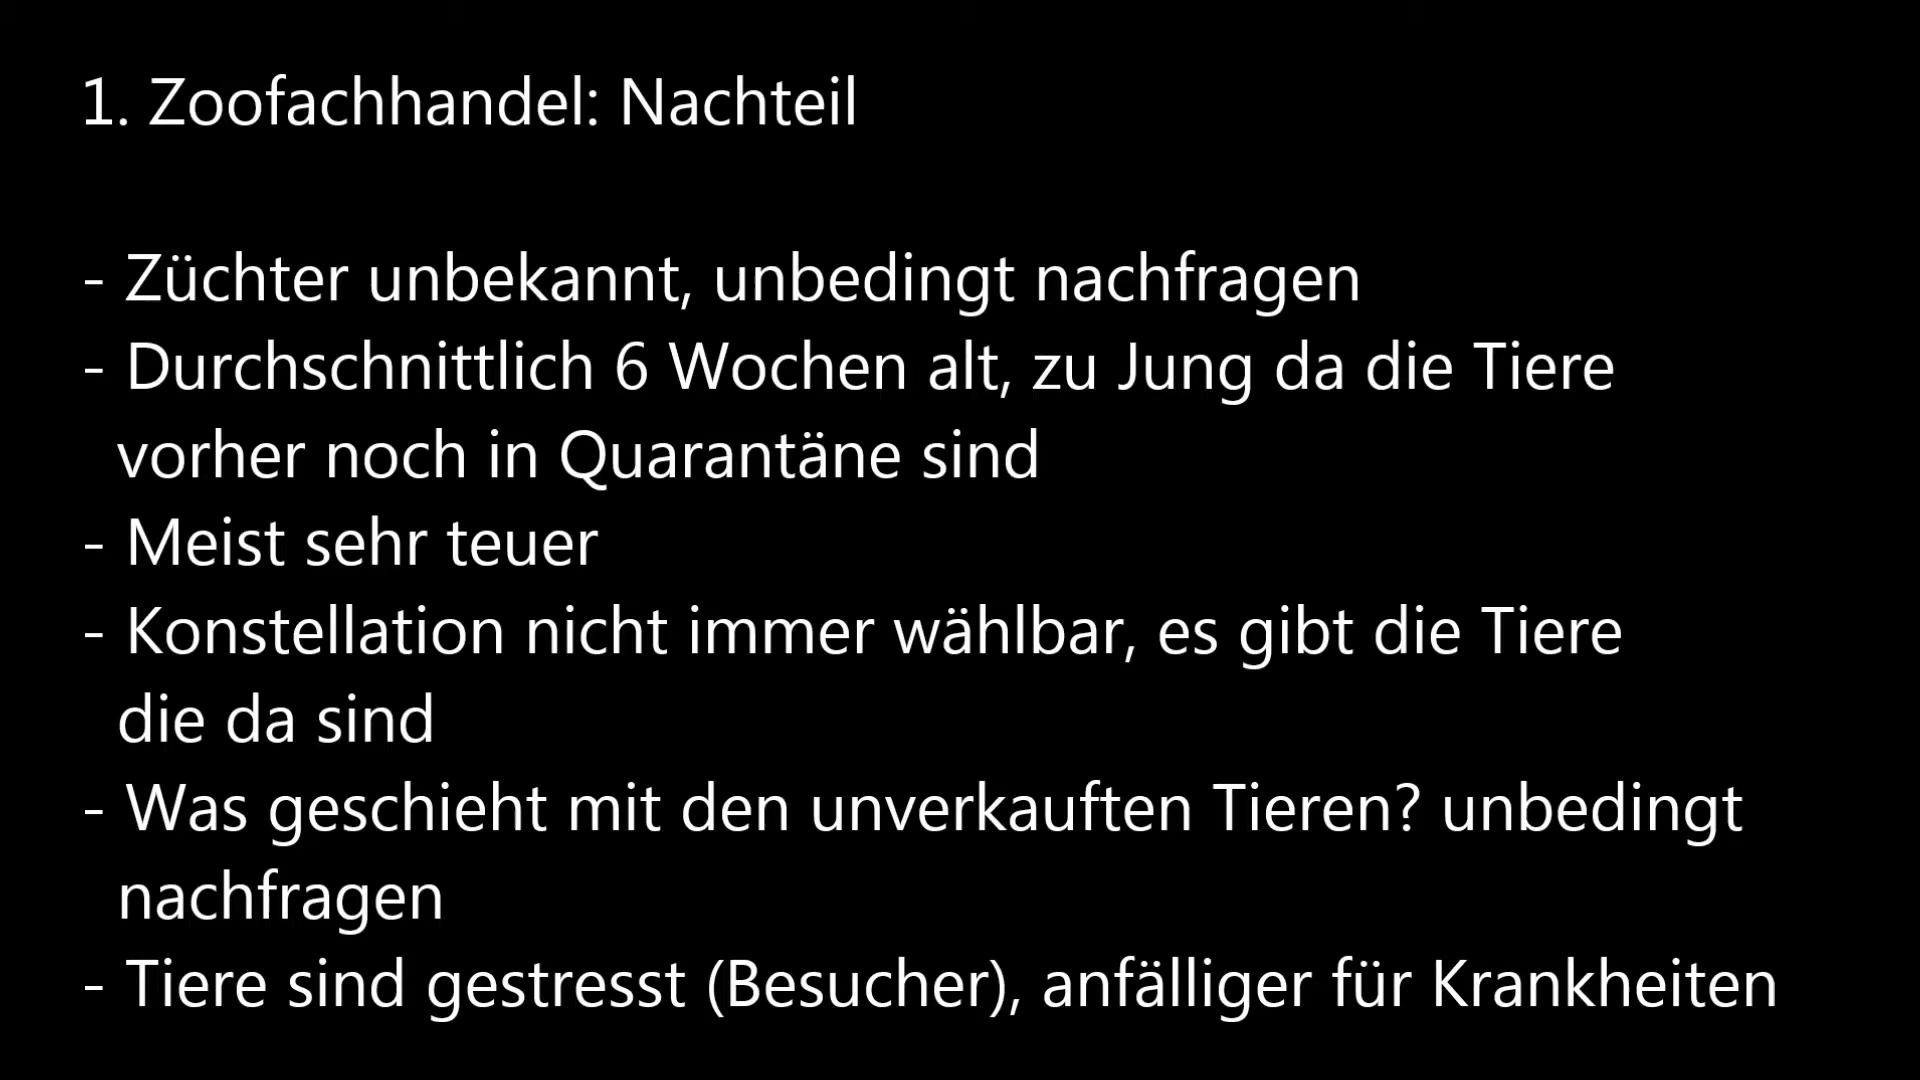 1. Zoofachhandel: Nachteil
- Züchter unbekannt, unbedingt nachfragen
- Durchschnittlich 6 Wochen alt, zu Jung da die Tiere
vorher noch in Quarantäne sind
- Meist sehr teuer
- Konstellation nicht immer wählbar, es gibt die Tiere
die da sind
- Was geschieht mit den unverkauften Tieren? unbedingt
nachfragen
- Tiere sind gestresst (Besucher), anfälliger für Krankheiten